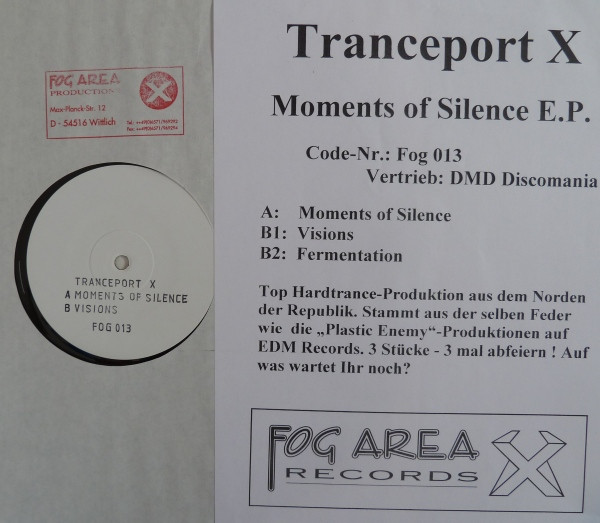 FOG AREA
PRODUCTION
Max-Planck-Str. 12
D - 54516 Wittlich
TRANCEPORT X
A MOMENTS OF SILENCE
B VISIONS
FOG 013
Tranceport X
Moments of Silence E.P.
Code-Nr.: Fog 013
Vertrieb: DMD Discomania
A: Moments of Silence
B1: Visions
B2: Fermentation
Top Hardtrance-Produktion aus dem Norden
der Republik. Stammt aus der selben Feder
wie die „Plastic Enemy“-Produktionen auf
EDM Records. 3 Stücke - 3 mal abfeiern ! Auf
was wartet Ihr noch?
FOG AREA
RECORDS